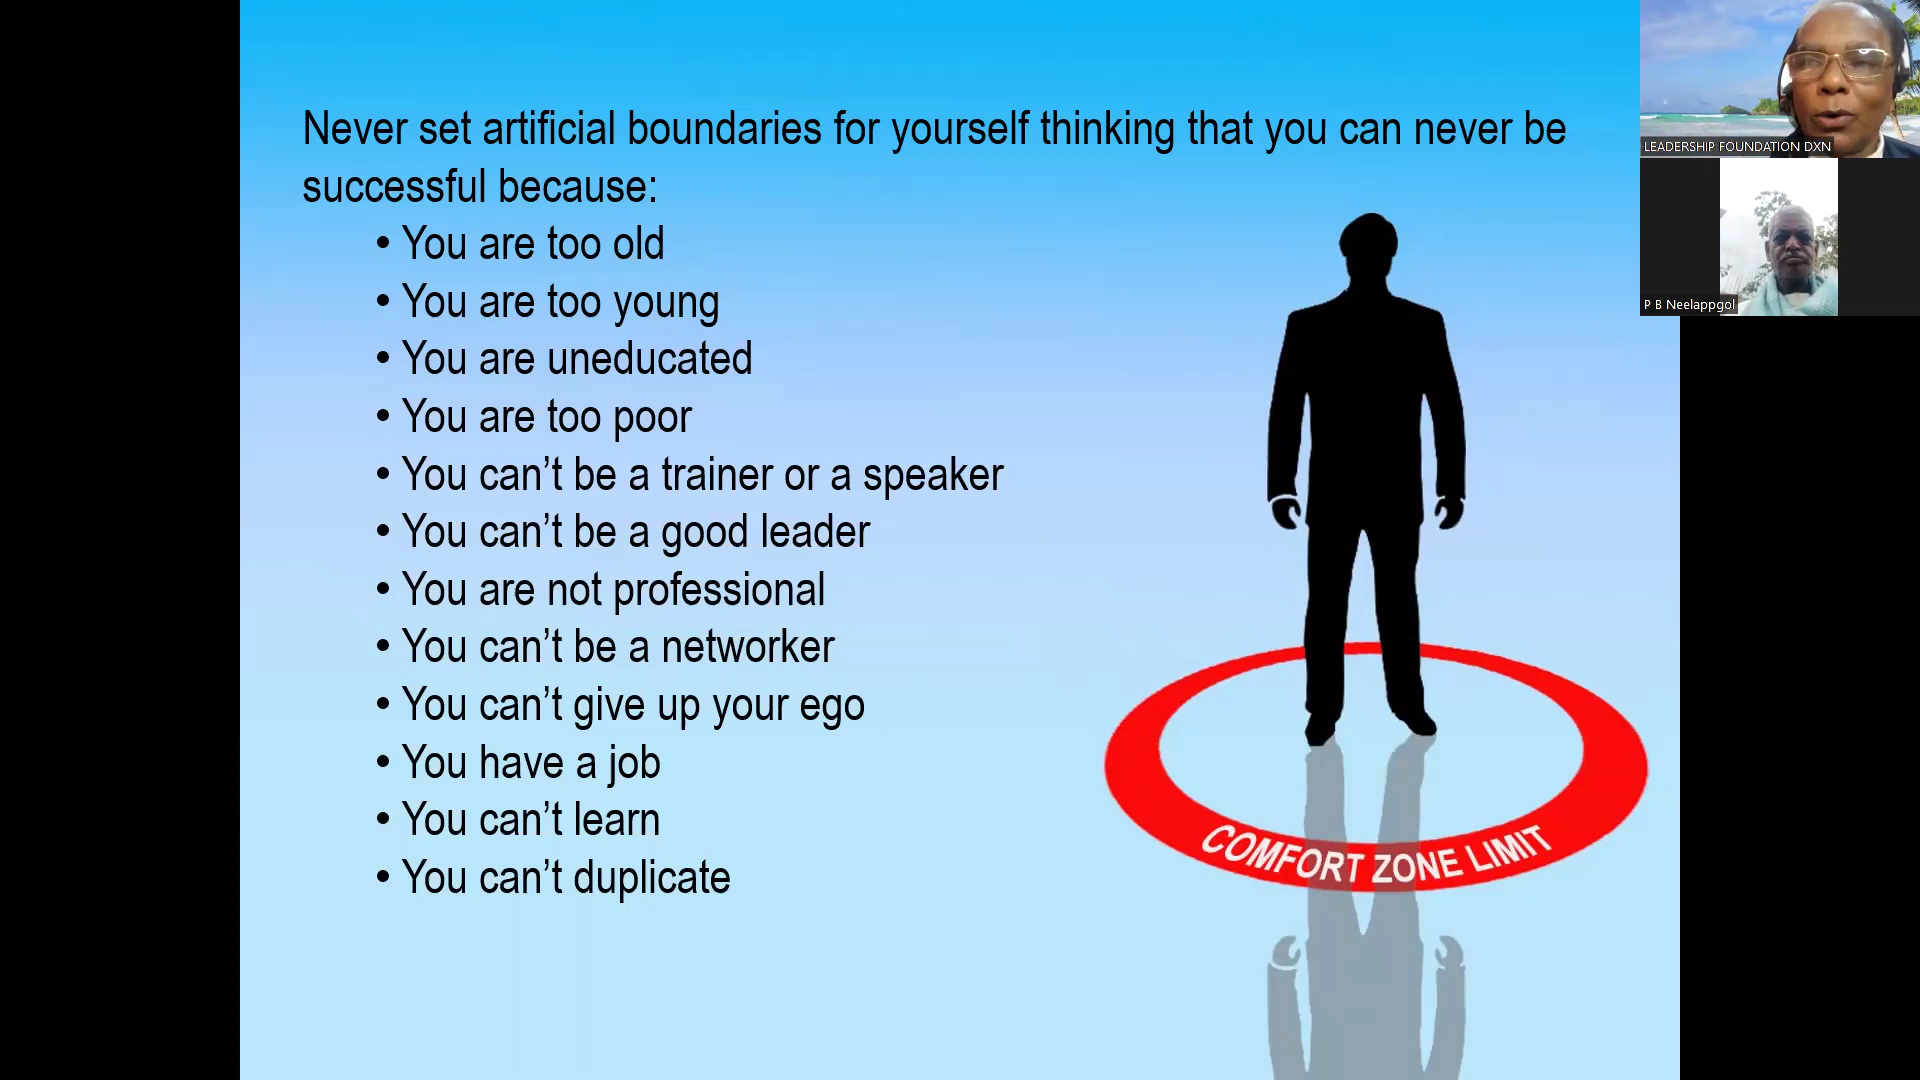 Never set artificial boundaries for yourself thinking that you can never be
successful because:
• You are too old
• You are too young
• You are uneducated
• You are too poor
• You can’t be a trainer or a speaker
• You can’t be a good leader
• You are not professional
• You can’t be a networker
• You can’t give up your ego
• You have a job
• You can’t learn
• You can’t duplicate
COMFORT ZONE LIMIT
LEADERSHIP FOUNDATION DXN
P B Neelappgol